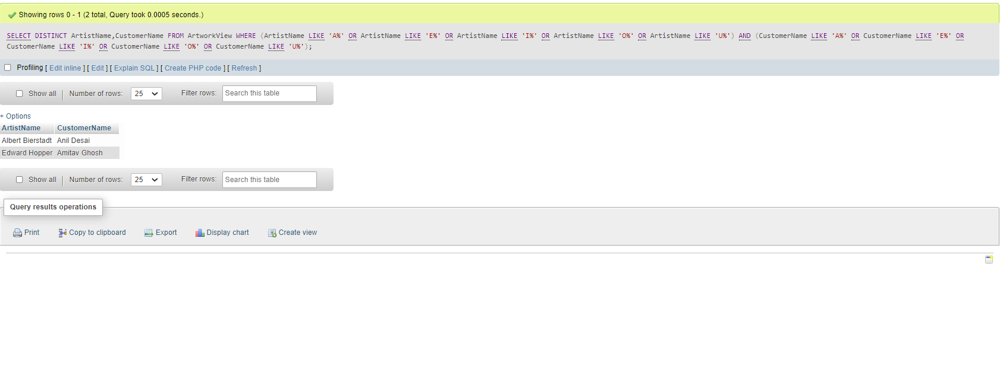 Showing rows 0 - 1 (2 total, Query took 0.0005 seconds.)
SELECT DISTINCT ArtistName,CustomerName FROM ArtworkView WHERE (ArtistName LIKE 'A%' OR ArtistName LIKE 'E%' OR ArtistName LIKE 'I%' OR ArtistName LIKE 'O%' OR ArtistName LIKE 'U%') AND (CustomerName LIKE 'A%' OR CustomerName LIKE 'E%' OR
CustomerName LIKE 'I%' OR CustomerName LIKE 'O%' OR CustomerName LIKE 'U%');
Profiling [ Edit inline ] [ Edit ] [ Explain SQL ] [ Create PHP code ] [ Refresh ]
Show all Number of rows: 25 Filter rows: Search this table
+ Options
ArtistName CustomerName
Albert Bierstadt Anil Desai
Edward Hopper Amitav Ghosh
Show all Number of rows: 25 Filter rows: Search this table
Query results operations
Print Copy to clipboard Export Display chart Create view